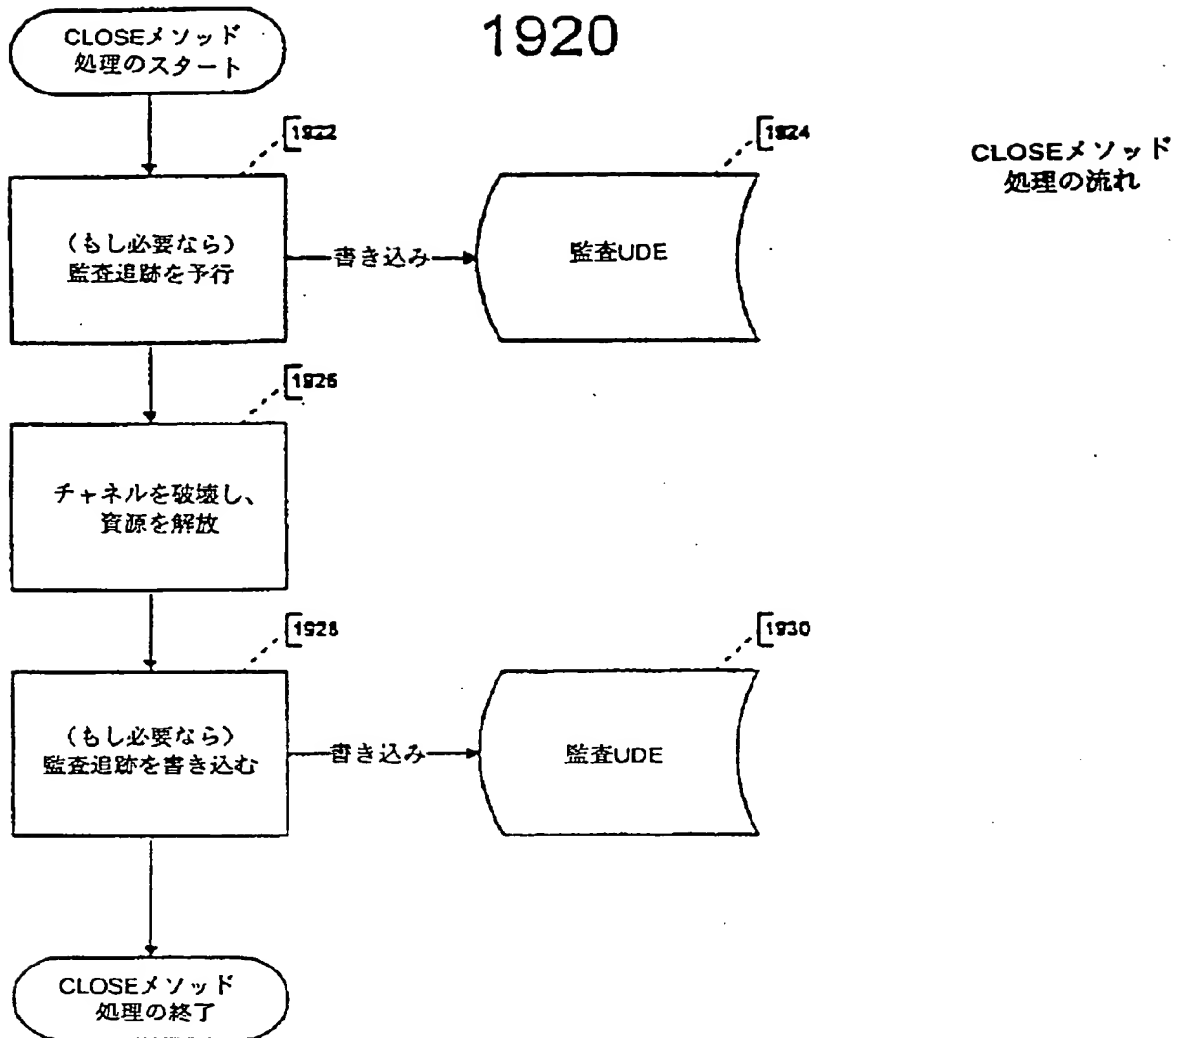 1920
CLOSEメソッド
処理のスタート
CLOSEメソッド
処理の流れ
1922
(もし必要なら)
監査追跡を予行
書き込み
1924
監査UDE
1926
チャネルを破壊し、
資源を解放
1928
(もし必要なら)
監査追跡を書き込む
書き込み
1930
監査UDE
CLOSEメソッド
処理の終了